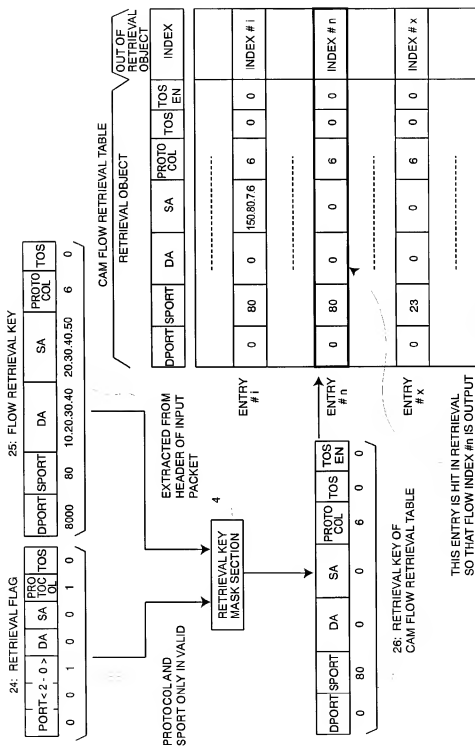 24: RETRIEVAL FLAG
PORT< 2 - 0 > DA SA PRO TOC OL TOS
0 0 1 0 0 1 0
PROTOCOL AND
SPORT ONLY IN VALID
25: FLOW RETRIEVAL KEY
DPORT SPORT DA SA PROTO COL TOS
8000 80 10.20.30.40 20.30.40.50 6 0
EXTRACTED FROM
HEADER OF INPUT
PACKET
4
RETRIEVAL KEY
MASK SECTION
DPORT SPORT DA SA PROTO COL TOS TOS EN
0 80 0 0 6 0 0
26: RETRIEVAL KEY OF
CAM FLOW RETRIEVAL TABLE
CAM FLOW RETRIEVAL TABLE
RETRIEVAL OBJECT
OUT OF
RETRIEVAL
OBJECT
DPORT SPORT DA SA PROTO COL TOS TOS EN INDEX
ENTRY
# i
0 80 0 150.80.7.6 6 0 0 INDEX # i
ENTRY
# n
0 80 0 0 6 0 0 INDEX # n
ENTRY
# x
0 23 0 0 6 0 0 INDEX # x
THIS ENTRY IS HIT IN RETRIEVAL
SO THAT FLOW INDEX #n IS OUTPUT